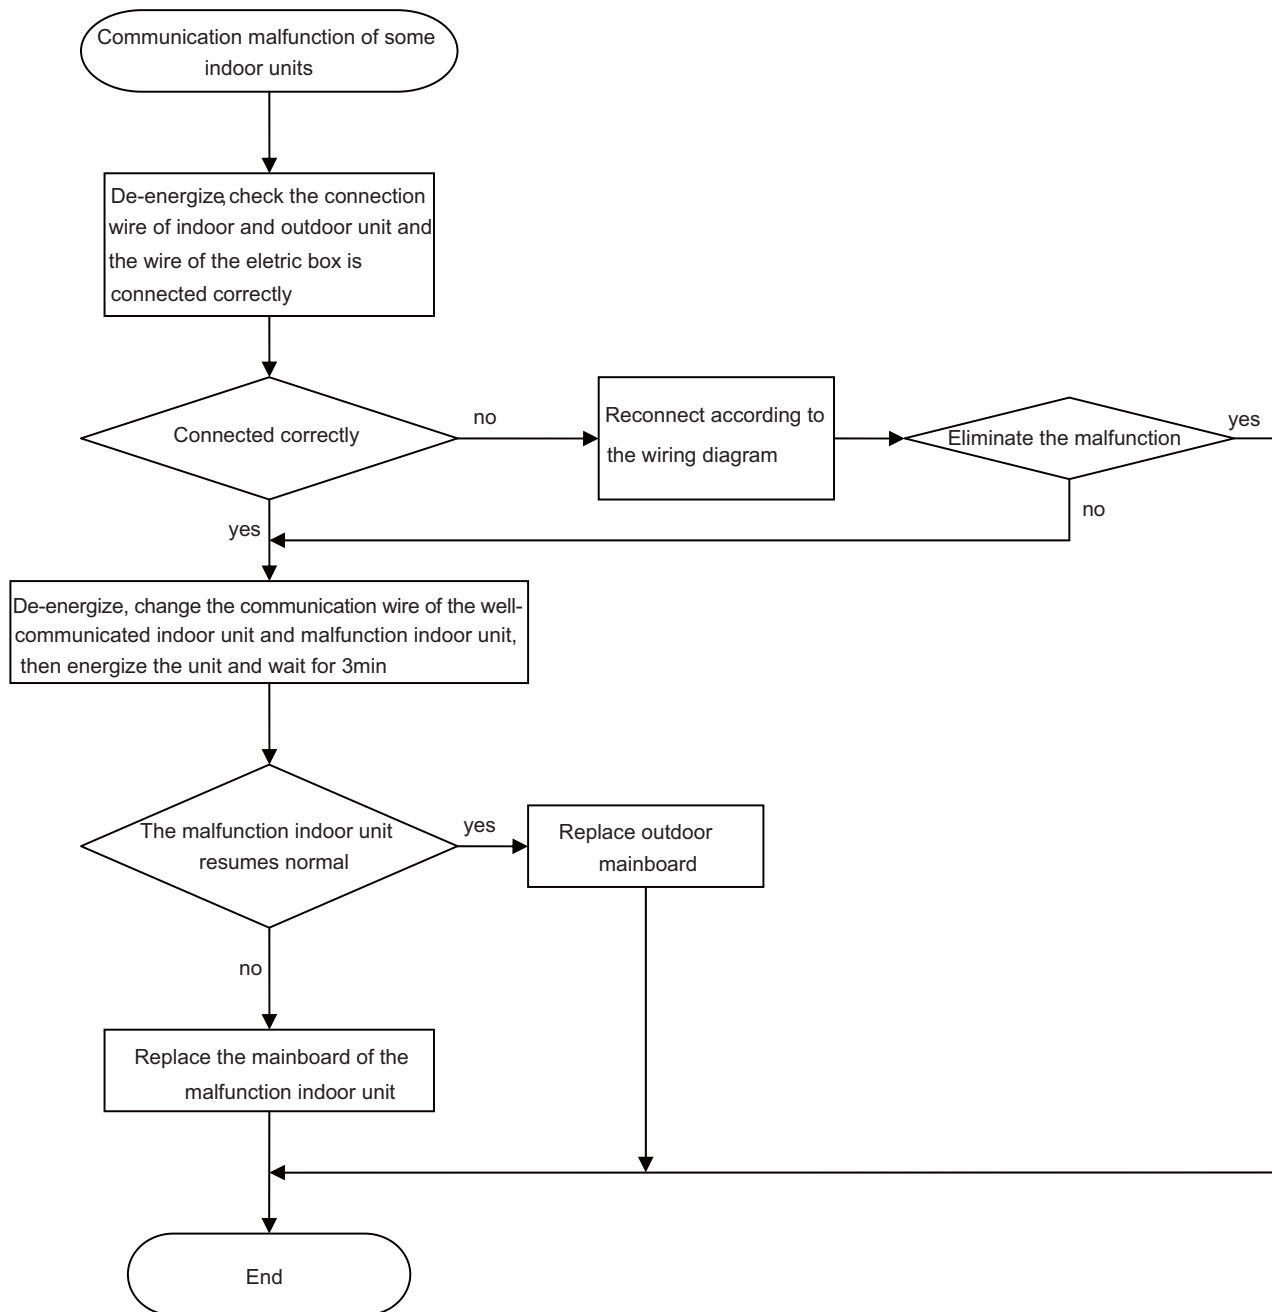 Communication malfunction of some
indoor units
De-energize,check the connection
wire of indoor and outdoor unit and
the wire of the eletric box is
connected correctly
Connected correctly
no
Reconnect according to
the wiring diagram
Eliminate the malfunction
yes
no
yes
De-energize, change the communication wire of the well-
communicated indoor unit and malfunction indoor unit,
then energize the unit and wait for 3min
The malfunction indoor unit
resumes normal
yes
Replace outdoor
mainboard
no
Replace the mainboard of the
malfunction indoor unit
End